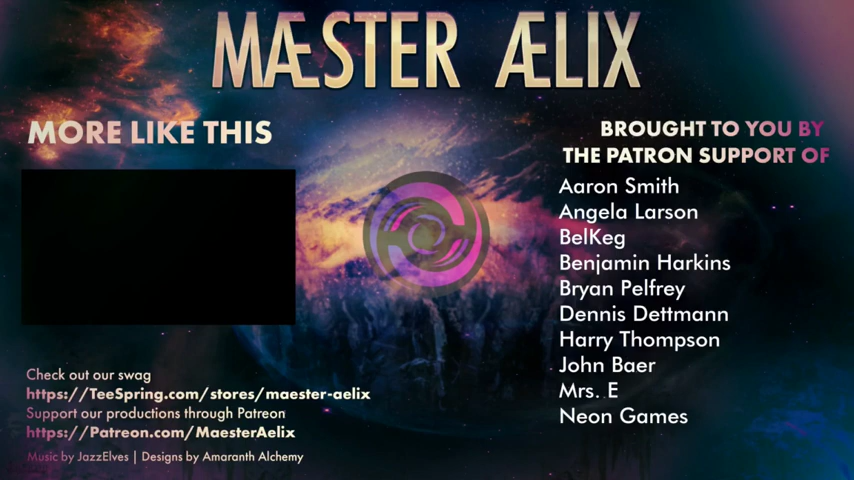 MÆSTER ÆLIX
MORE LIKE THIS
BROUGHT TO YOU BY
THE PATRON SUPPORT OF
Aaron Smith
Angela Larson
BelKeg
Benjamin Harkins
Bryan Pelfrey
Dennis Dettmann
Harry Thompson
John Baer
Mrs. E
Neon Games
Check out our swag
https://TeeSpring.com/stores/maester-aelix
Support our productions through Patreon
https://Patreon.com/MaesterAelix
Music by JazzElves | Designs by Amaranth Alchemy